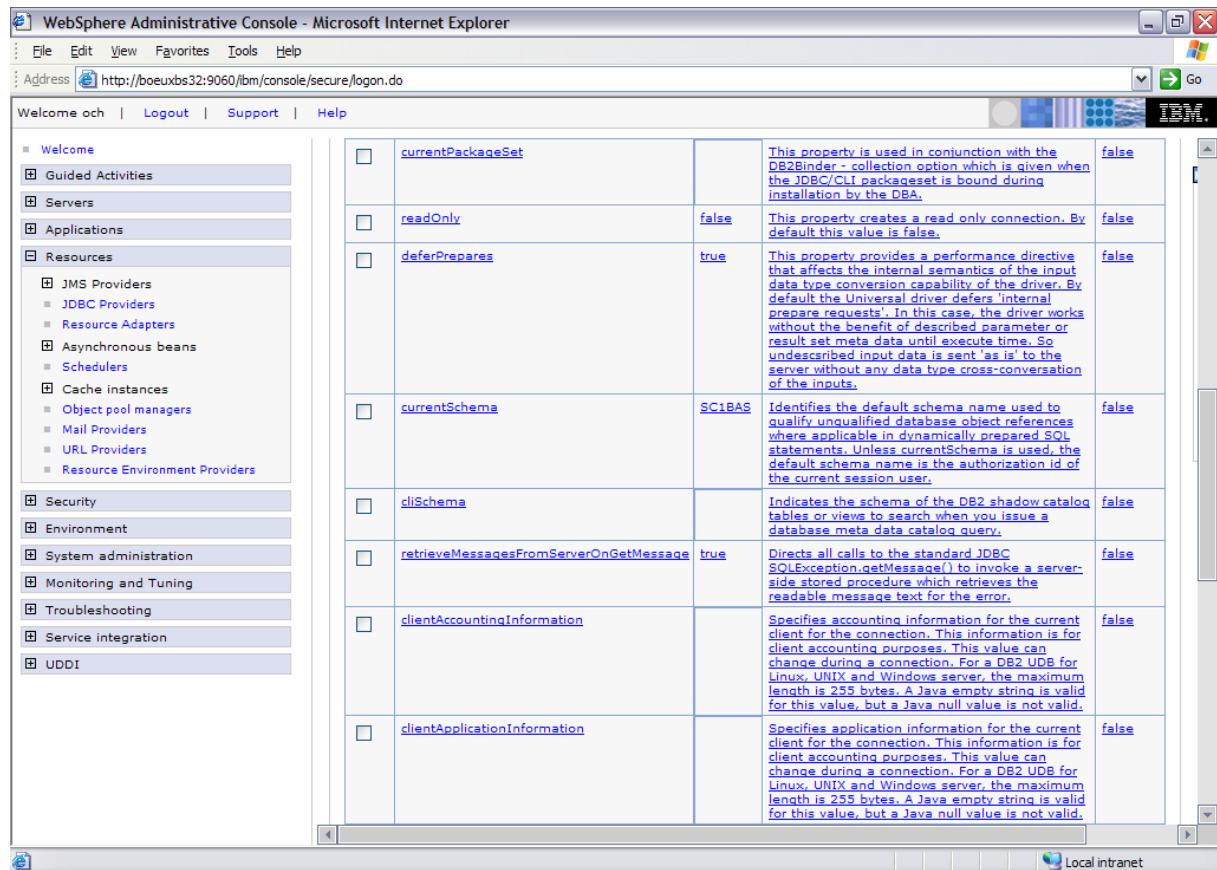 WebSphere Administrative Console - Microsoft Internet Explorer
File Edit View Favorites Tools Help
Address http://boeuxbs32:9060/ibm/console/secure/logon.do Go
Welcome och | Logout | Support | Help IBM.
Welcome
Guided Activities
Servers
Applications
Resources
JMS Providers
JDBC Providers
Resource Adapters
Asynchronous beans
Schedulers
Cache instances
Object pool managers
Mail Providers
URL Providers
Resource Environment Providers
Security
Environment
System administration
Monitoring and Tuning
Troubleshooting
Service integration
UDDI
currentPackageSet This property is used in conjunction with the false
DB2Binder - collection option which is given when
the JDBC/CLI packageset is bound during
installation by the DBA.
readOnly false This property creates a read only connection. By false
default this value is false.
deferPrepares true This property provides a performance directive false
that affects the internal semantics of the input
data type conversion capability of the driver. By
default the Universal driver defers 'internal
prepare requests'. In this case, the driver works
without the benefit of described parameter or
result set meta data until execute time. So
undescsribed input data is sent 'as is' to the
server without any data type cross-conversation
of the inputs.
currentSchema SC1BAS Identifies the default schema name used to false
qualify unqualified database object references
where applicable in dynamically prepared SQL
statements. Unless currentSchema is used, the
default schema name is the authorization id of
the current session user.
cliSchema Indicates the schema of the DB2 shadow catalog false
tables or views to search when you issue a
database meta data catalog query.
retrieveMessagesFromServerOnGetMessage true Directs all calls to the standard JDBC false
SQLException.getMessage() to invoke a server-
side stored procedure which retrieves the
readable message text for the error.
clientAccountingInformation Specifies accounting information for the current false
client for the connection. This information is for
client accounting purposes. This value can
change during a connection. For a DB2 UDB for
Linux, UNIX and Windows server, the maximum
length is 255 bytes. A Java empty string is valid
for this value, but a Java null value is not valid.
clientApplicationInformation Specifies application information for the current false
client for the connection. This information is for
client accounting purposes. This value can
change during a connection. For a DB2 UDB for
Linux, UNIX and Windows server, the maximum
length is 255 bytes. A Java empty string is valid
for this value, but a Java null value is not valid.
Local intranet